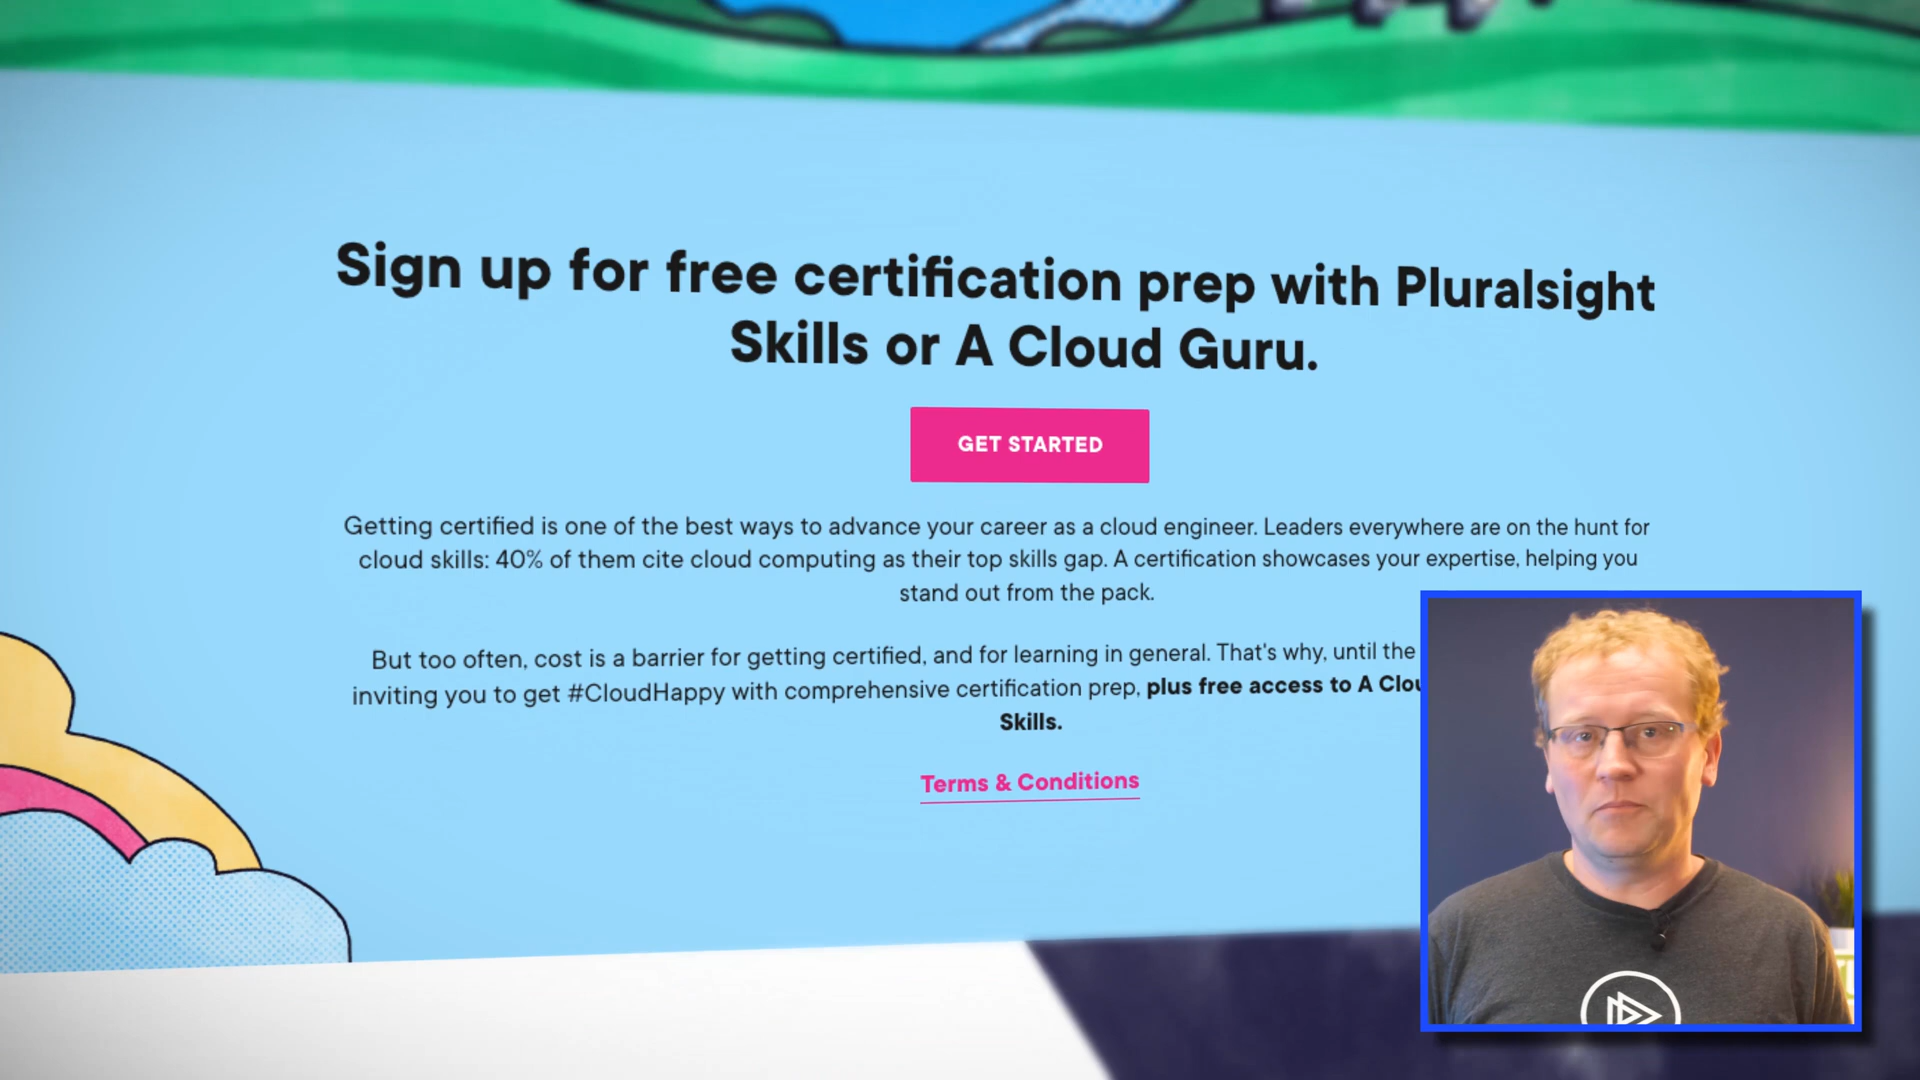 Sign up for free certification prep with Pluralsight
Skills or A Cloud Guru.
GET STARTED
Getting certified is one of the best ways to advance your career as a cloud engineer. Leaders everywhere are on the hunt for
cloud skills: 40% of them cite cloud computing as their top skills gap. A certification showcases your expertise, helping you
stand out from the pack.
But too often, cost is a barrier for getting certified, and for learning in general. That's why, until the
inviting you to get #CloudHappy with comprehensive certification prep, plus free access to A
Skills.
Terms & Conditions